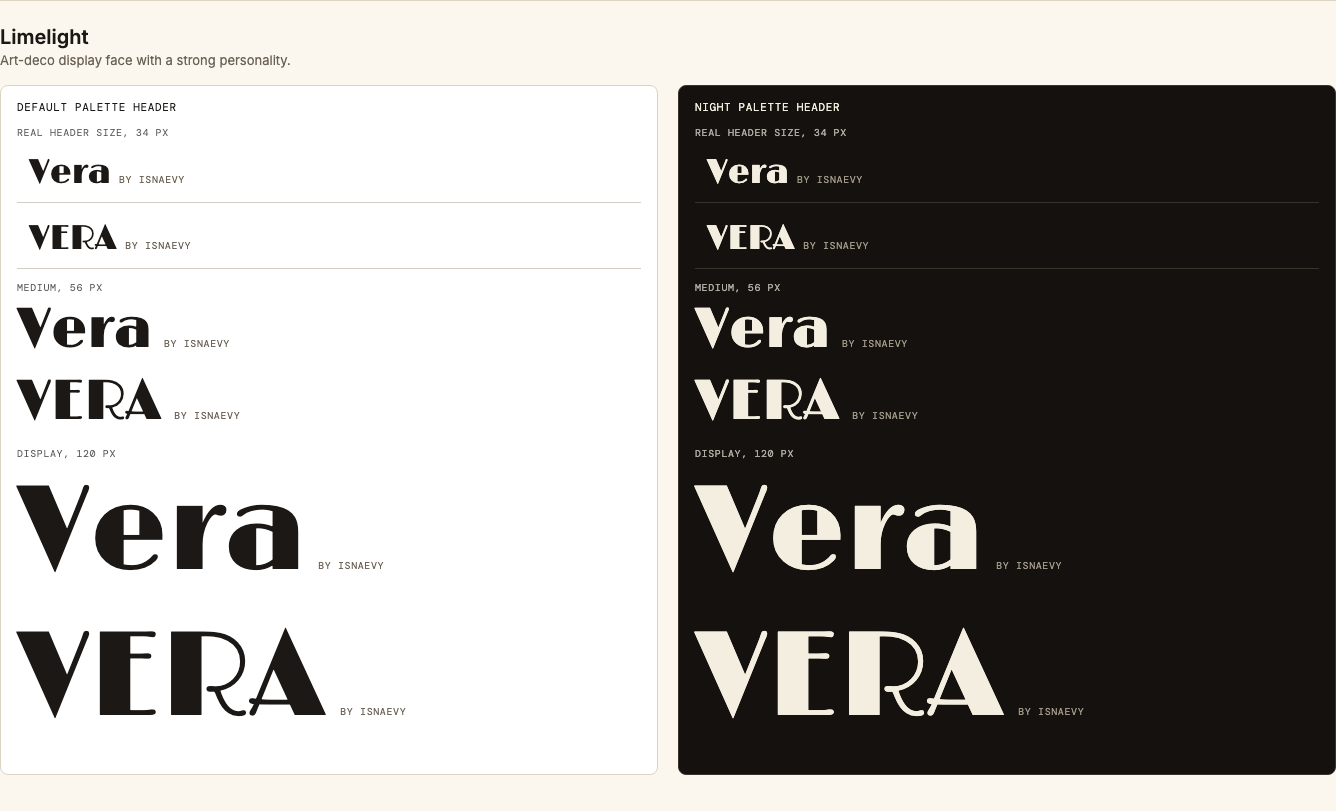 Limelight
Art-deco display face with a strong personality.
DEFAULT PALETTE HEADER
REAL HEADER SIZE, 34 PX
Vera BY ISNAEVY
VERA BY ISNAEVY
MEDIUM, 56 PX
Vera BY ISNAEVY
VERA BY ISNAEVY
DISPLAY, 120 PX
Vera BY ISNAEVY
VERA BY ISNAEVY
NIGHT PALETTE HEADER
REAL HEADER SIZE, 34 PX
Vera BY ISNAEVY
VERA BY ISNAEVY
MEDIUM, 56 PX
Vera BY ISNAEVY
VERA BY ISNAEVY
DISPLAY, 120 PX
Vera BY ISNAEVY
VERA BY ISNAEVY